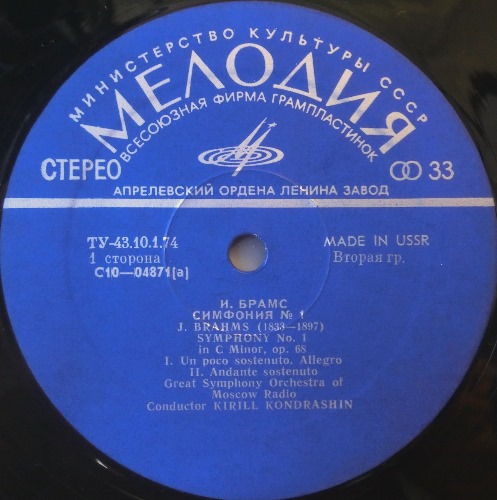 МИНИСТЕРСТВО КУЛЬТУРЫ СССР
МЕЛОДИЯ
ВСЕСОЮЗНАЯ ФИРМА ГРАМПЛАСТИНОК
СТЕРЕО 33
АПРЕЛЕВСКИЙ ОРДЕНА ЛЕНИНА ЗАВОД
ТУ-43.10.1.74 MADE IN USSR
1 сторона Вторая гр.
С10—04871(а)
И. БРАМС
СИМФОНИЯ № 1
J. BRAHMS (1833—1897)
SYMPHONY No. 1
in C Minor, op. 68
I. Un poco sostenuto. Allegro
II. Andante sostenuto
Great Symphony Orchestra of
Moscow Radio
Conductor KIRILL KONDRASHIN